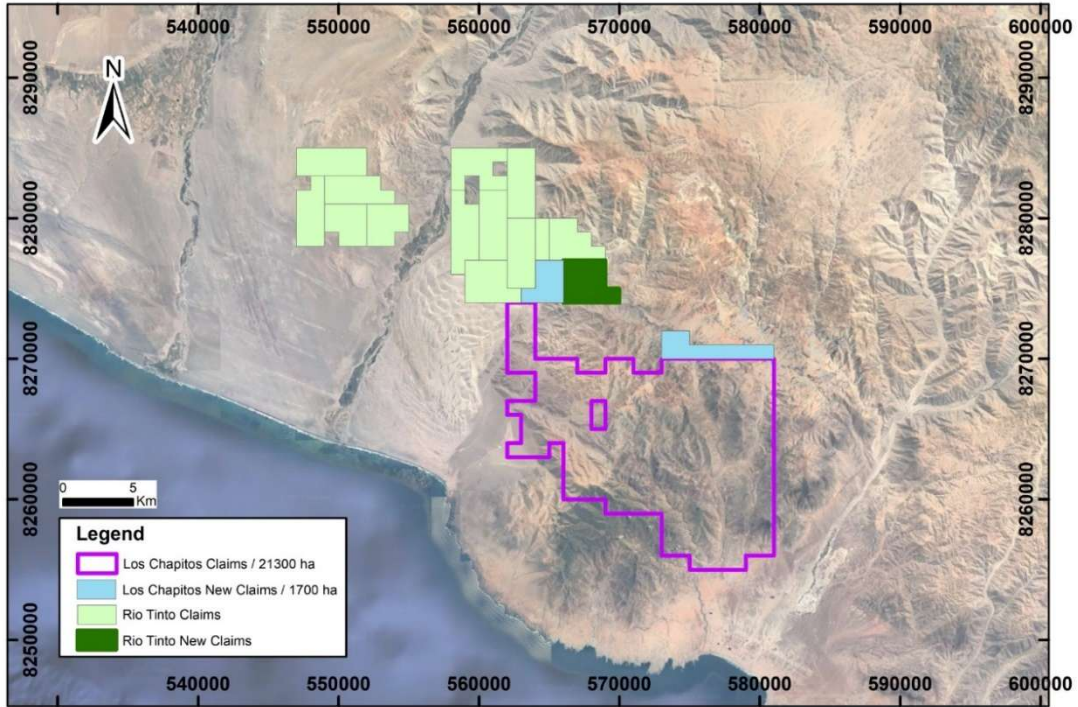 540000 550000 560000 570000 580000 590000 600000
8290000 8290000
N
8280000 8280000
8270000 8270000
8260000 8260000
0 5
Km
Legend
Los Chapitos Claims / 21300 ha
Los Chapitos New Claims / 1700 ha
Rio Tinto Claims
Rio Tinto New Claims
8250000 8250000
540000 550000 560000 570000 580000 590000 600000